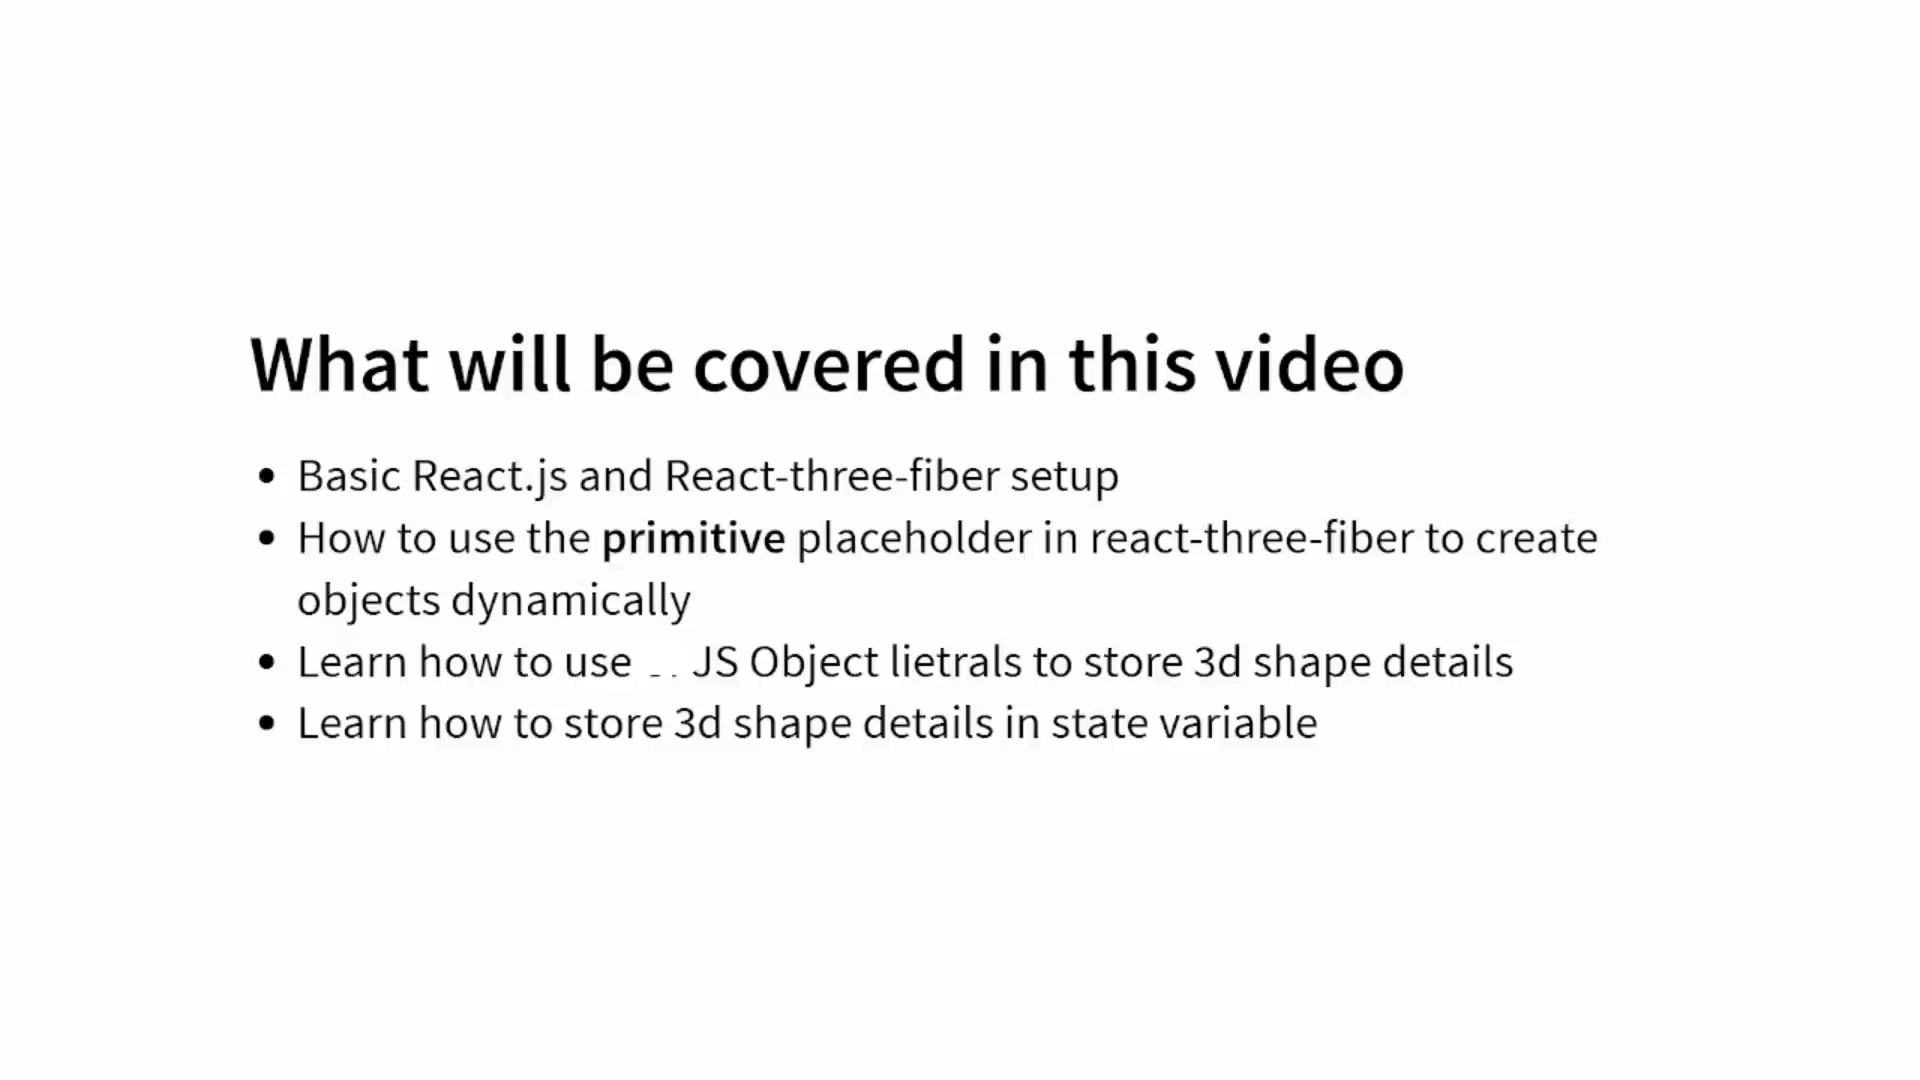 What will be covered in this video
• Basic React.js and React-three-fiber setup
• How to use the primitive placeholder in react-three-fiber to create
objects dynamically
• Learn how to use JS Object lietrals to store 3d shape details
• Learn how to store 3d shape details in state variable